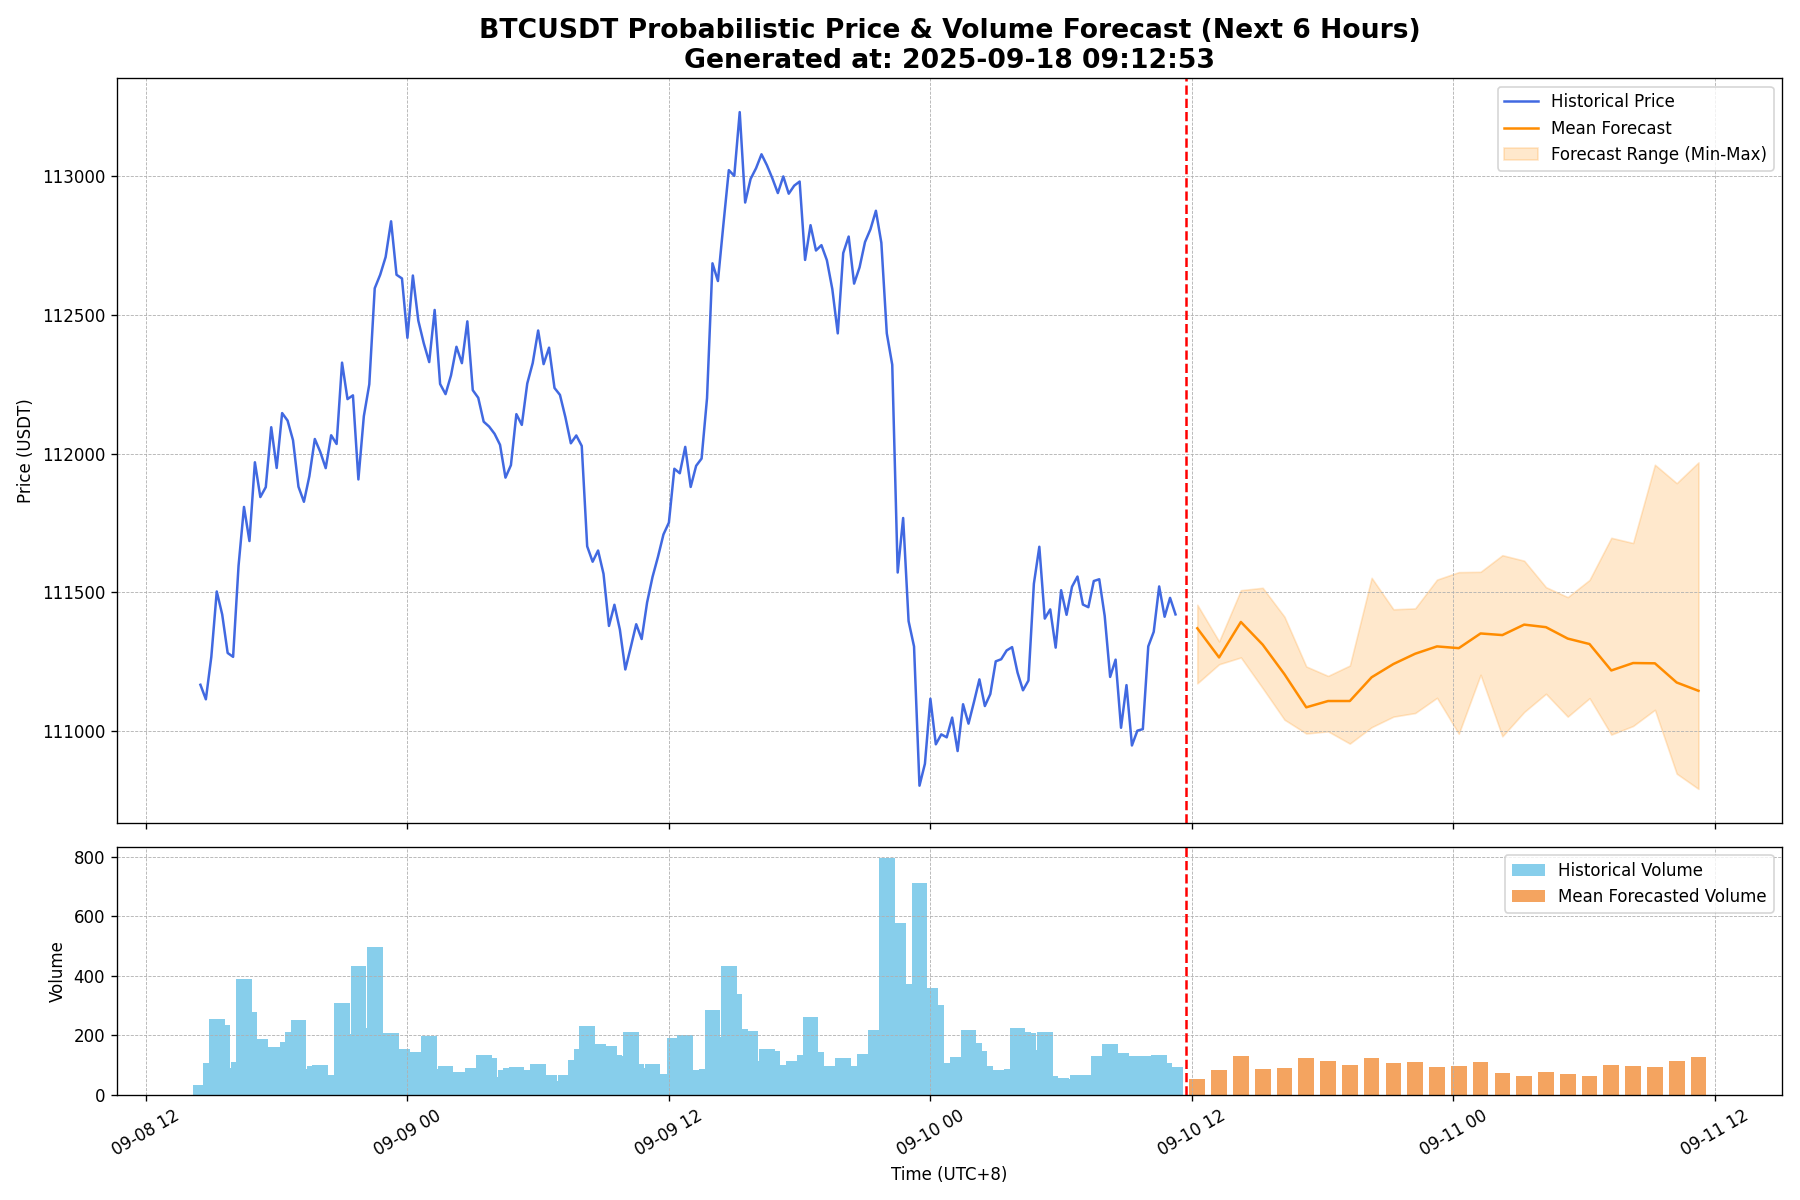 BTCUSDT Probabilistic Price & Volume Forecast (Next 6 Hours)
Generated at: 2025-09-18 09:12:53
Historical Price
Mean Forecast
Forecast Range (Min-Max)
Price (USDT)
113000
112500
112000
111500
111000
Historical Volume
Mean Forecasted Volume
Volume
800
600
400
200
0
09-08 12
09-09 00
09-09 12
09-10 00
09-10 12
09-11 00
09-11 12
Time (UTC+8)